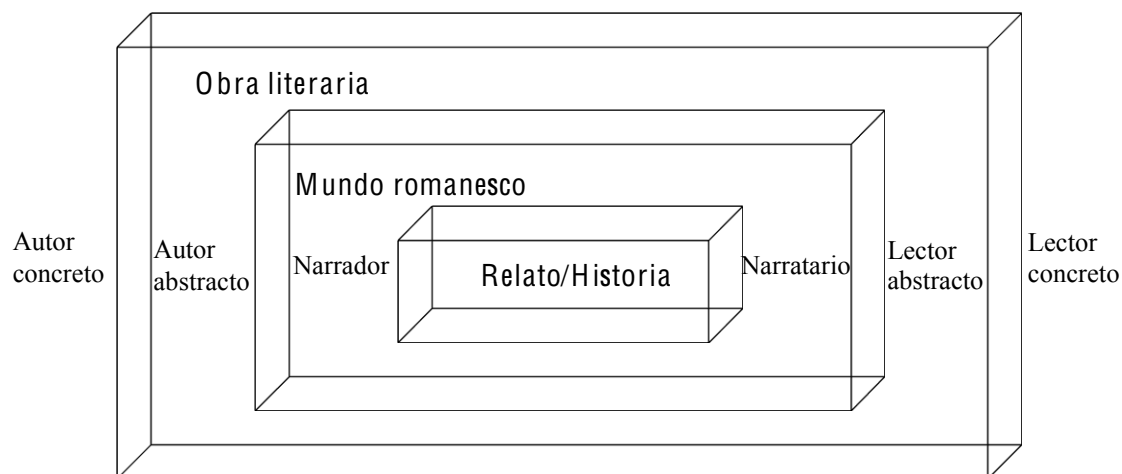 Obra literaria
Mundo romanesco
Autor
concreto
Autor
abstracto
Narrador
Relato/Historia
Narratario
Lector
abstracto
Lector
concreto